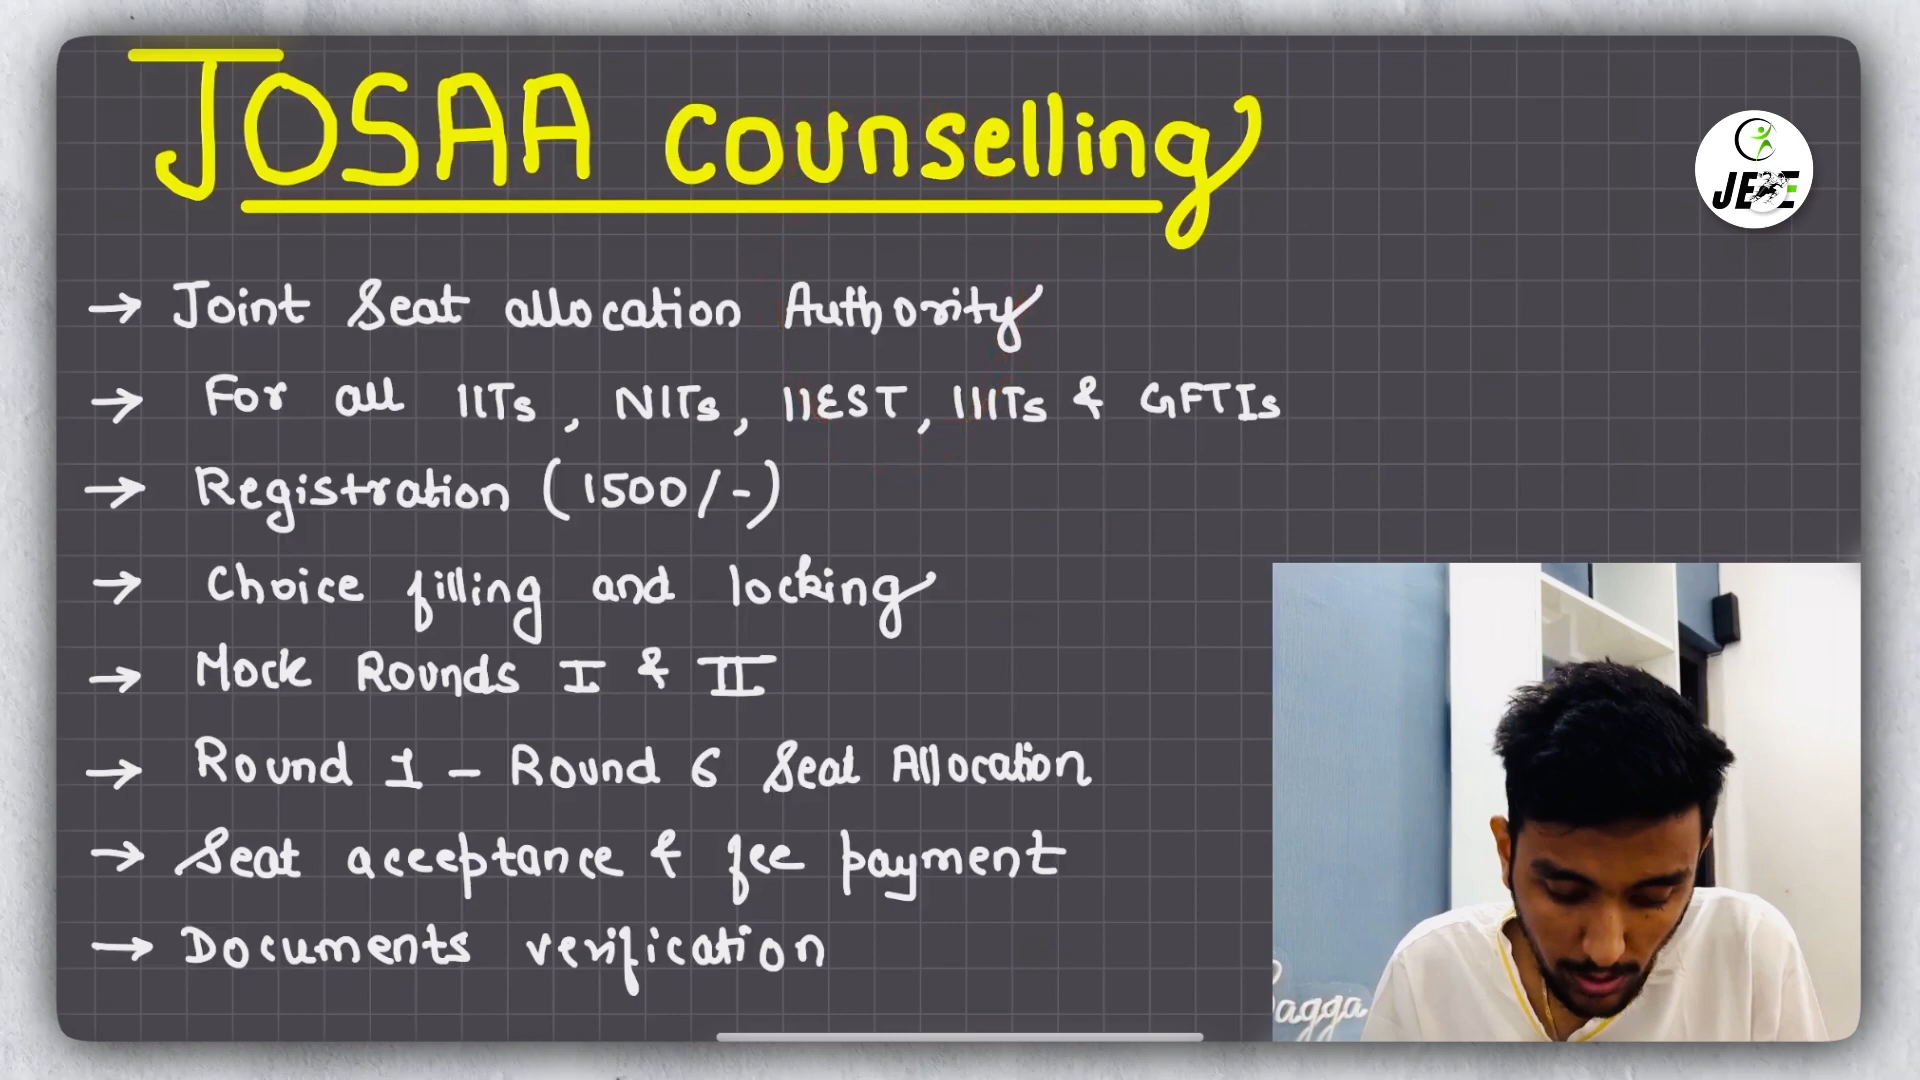 JOSAA counselling
→ Joint Seat allocation Authority
→ For all IITs, NITs, IIEST, IIITs & GFTIs
→ Registration (1500/-)
→ Choice filling and locking
→ Mock Rounds I & II
→ Round 1 – Round 6 Seat Allocation
→ Seat acceptance & fee payment
→ Documents verification
agga